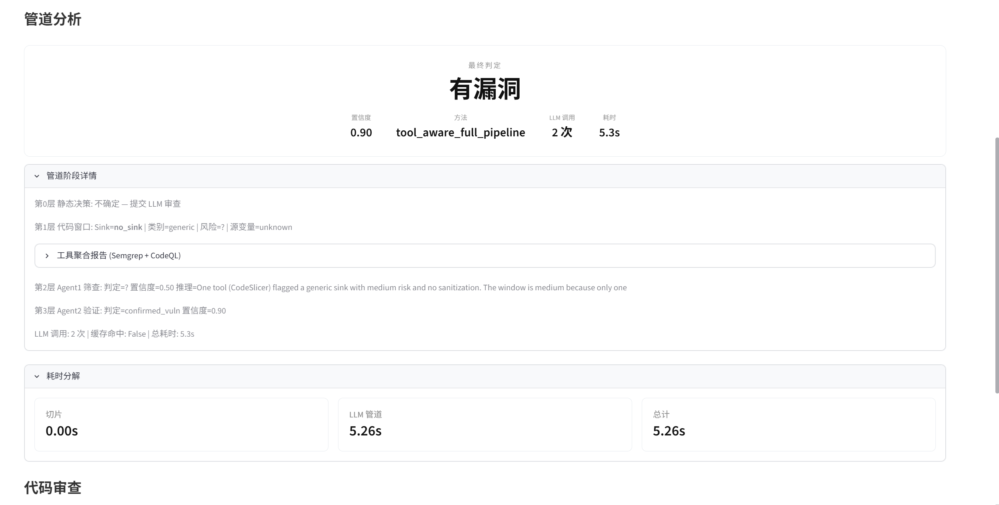 管道分析
最终判定
有漏洞
置信度 方法 LLM 调用 耗时
0.90 tool_aware_full_pipeline 2 次 5.3s
管道阶段详情
第0层 静态决策: 不确定 — 提交 LLM 审查
第1层 代码窗口: Sink=no_sink | 类别=generic | 风险=? | 源变量=unknown
工具聚合报告 (Semgrep + CodeQL)
第2层 Agent1 筛查: 判定=? 置信度=0.50 推理=One tool (CodeSlicer) flagged a generic sink with medium risk and no sanitization. The window is medium because only one
第3层 Agent2 验证: 判定=confirmed_vuln 置信度=0.90
LLM 调用: 2 次 | 缓存命中: False | 总耗时: 5.3s
耗时分解
切片 LLM 管道 总计
0.00s 5.26s 5.26s
代码审查